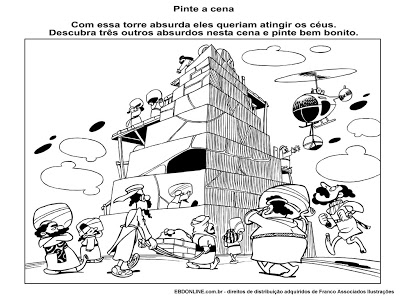 Pinte a cena
Com essa torre absurda eles queriam atingir os céus.
Descubra três outros absurdos nesta cena e pinte bem bonito.
EBDONLINE.com.br - direitos de distribuição adquiridos de Franco Associados Ilustrações